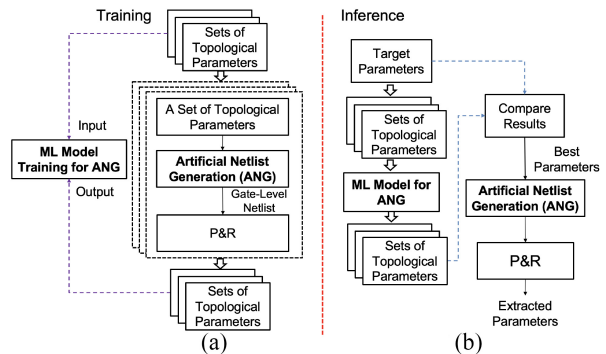 Training
Sets of
Topological
Parameters
A Set of Topological
Parameters
Input
ML Model
Training for ANG
Output
Artificial Netlist
Generation (ANG)
Gate-Level
Netlist
P&R
Sets of
Topological
Parameters
(a)
Inference
Target
Parameters
Sets of
Topological
Parameters
ML Model for
ANG
Sets of
Topological
Parameters
Compare
Results
Best
Parameters
Artificial Netlist
Generation (ANG)
P&R
Extracted
Parameters
(b)